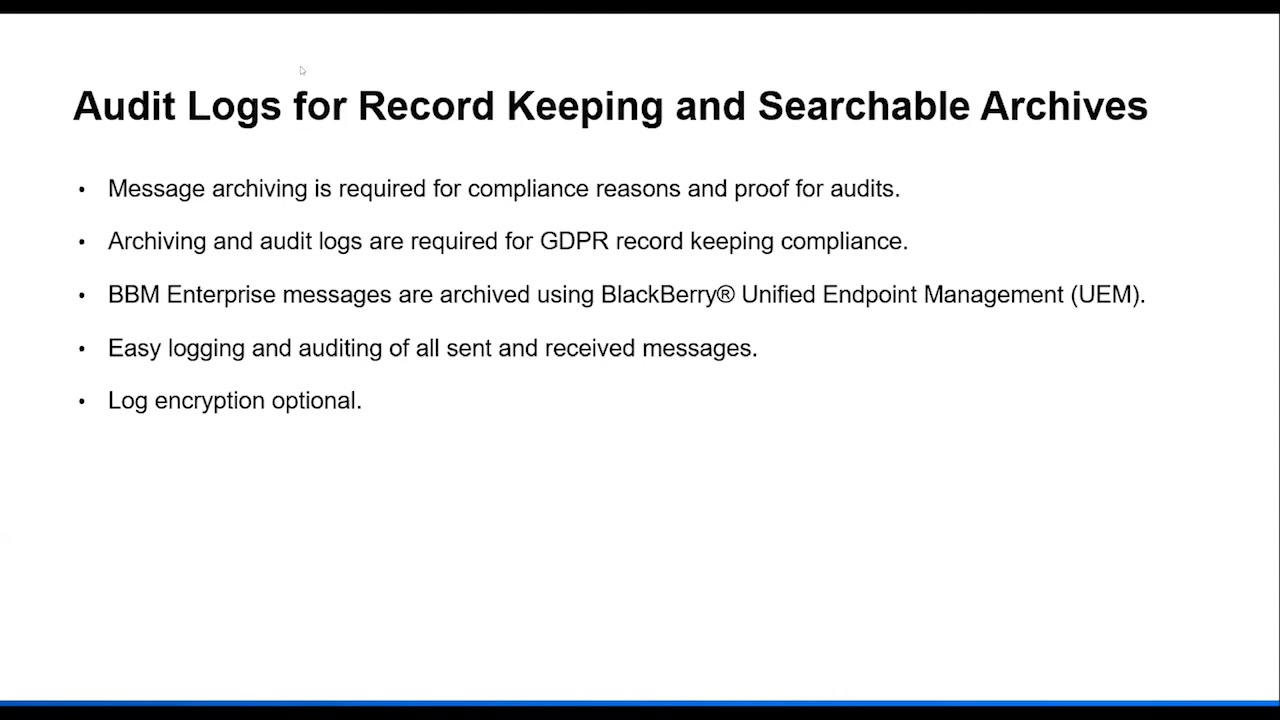 Audit Logs for Record Keeping and Searchable Archives
• Message archiving is required for compliance reasons and proof for audits.
• Archiving and audit logs are required for GDPR record keeping compliance.
• BBM Enterprise messages are archived using BlackBerry® Unified Endpoint Management (UEM).
• Easy logging and auditing of all sent and received messages.
• Log encryption optional.